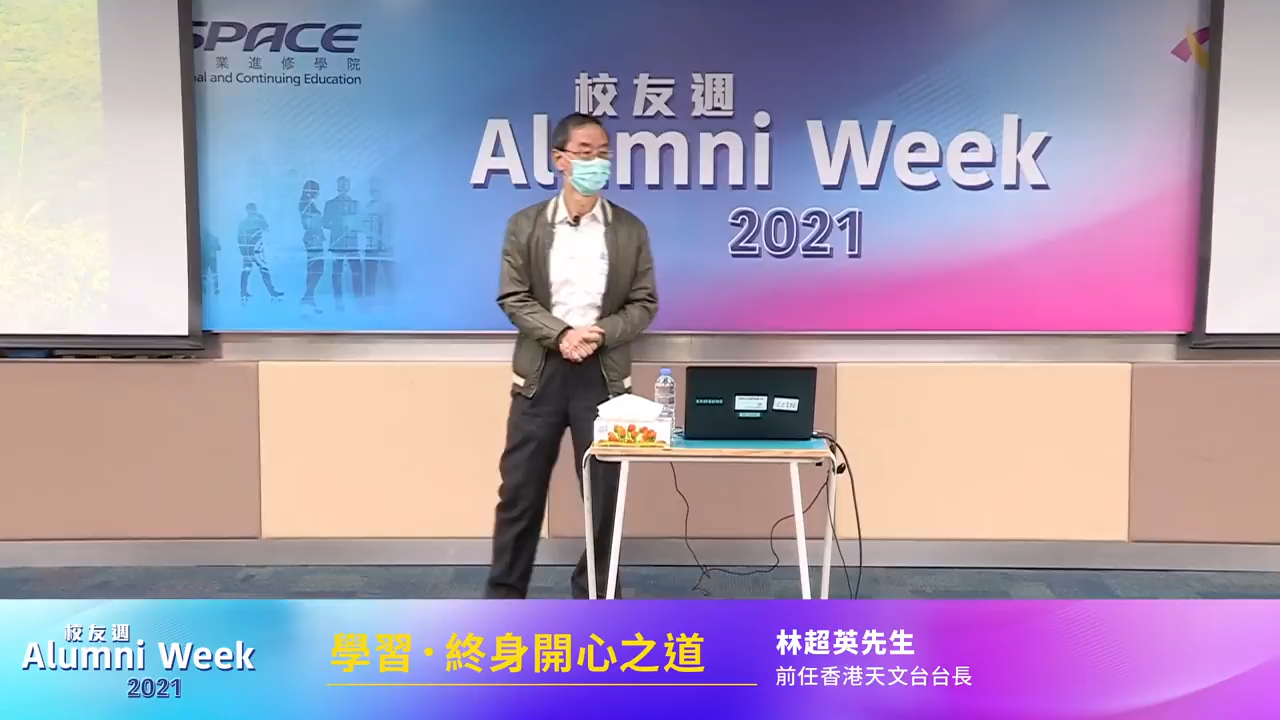 SPACE
業進修學院
nal and Continuing Education
校友週
Alumni Week
2021
SAMSUNG
校友週
Alumni Week
2021
學習·終身開心之道
林超英先生
前任香港天文台台長